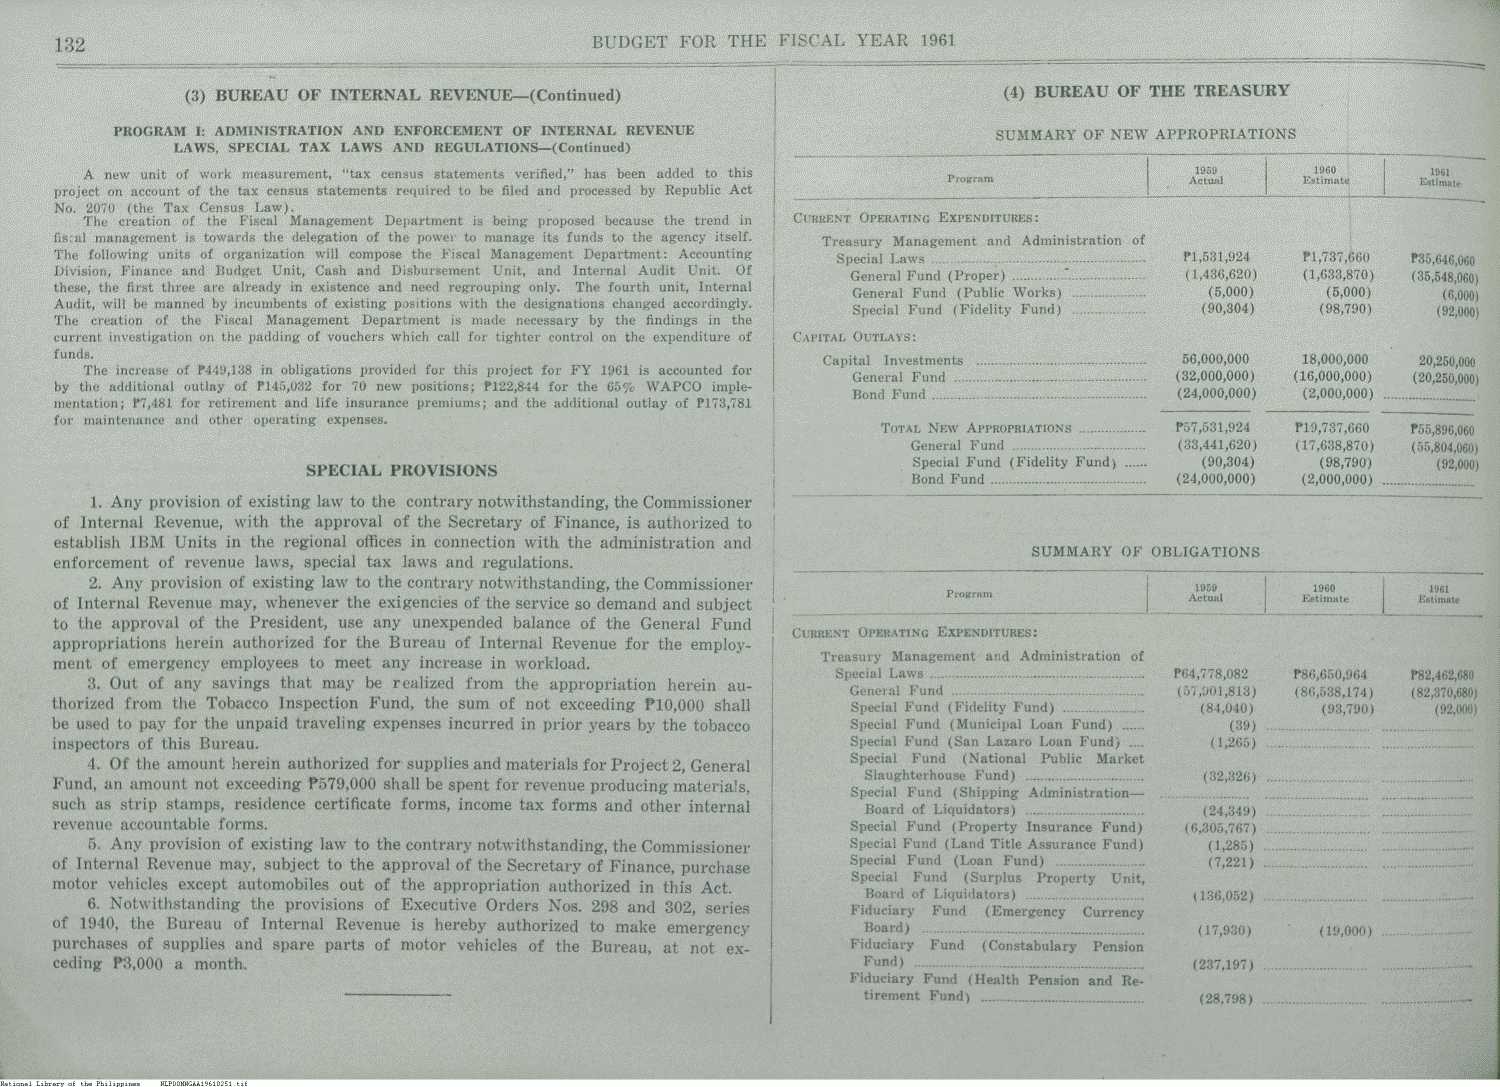 132
BUDGET FOR THE FISCAL YEAR 1961
(3) BUREAU OF INTERNAL REVENUE—(Continued)
PROGRAM I: ADMINISTRATION AND ENFORCEMENT OF INTERNAL REVENUE
LAWS, SPECIAL TAX LAWS AND REGULATIONS—(Continued)
A new unit of work measurement, "tax census statements verified," has been added to this
project on account of the tax census statements required to be filed and processed by Republic Act
No. 2070 (the Tax Census Law).
The creation of the Fiscal Management Department is being proposed because the trend in
fiscal management is towards the delegation of the power to manage its funds to the agency itself.
The following units of organization will compose the Fiscal Management Department: Accounting
Division, Finance and Budget Unit, Cash and Disbursement Unit, and Internal Audit Unit. Of
these, the first three are already in existence and need regrouping only. The fourth unit, Internal
Audit, will be manned by incumbents of existing positions with the designations changed accordingly.
The creation of the Fiscal Management Department is made necessary by the findings in the
current investigation on the padding of vouchers which call for tighter control on the expenditure of
funds.
The increase of ₱449,138 in obligations provided for this project for FY 1961 is accounted for
by the additional outlay of ₱145,032 for 70 new positions; ₱122,844 for the 65% WAPCO imple-
mentation; ₱7,481 for retirement and life insurance premiums; and the additional outlay of ₱173,781
for maintenance and other operating expenses.
SPECIAL PROVISIONS
1. Any provision of existing law to the contrary notwithstanding, the Commissioner
of Internal Revenue, with the approval of the Secretary of Finance, is authorized to
establish IBM Units in the regional offices in connection with the administration and
enforcement of revenue laws, special tax laws and regulations.
2. Any provision of existing law to the contrary notwithstanding, the Commissioner
of Internal Revenue may, whenever the exigencies of the service so demand and subject
to the approval of the President, use any unexpended balance of the General Fund
appropriations herein authorized for the Bureau of Internal Revenue for the employ-
ment of emergency employees to meet any increase in workload.
3. Out of any savings that may be realized from the appropriation herein au-
thorized from the Tobacco Inspection Fund, the sum of not exceeding ₱10,000 shall
be used to pay for the unpaid traveling expenses incurred in prior years by the tobacco
inspectors of this Bureau.
4. Of the amount herein authorized for supplies and materials for Project 2, General
Fund, an amount not exceeding ₱579,000 shall be spent for revenue producing materials,
such as strip stamps, residence certificate forms, income tax forms and other internal
revenue accountable forms.
5. Any provision of existing law to the contrary notwithstanding, the Commissioner
of Internal Revenue may, subject to the approval of the Secretary of Finance, purchase
motor vehicles except automobiles out of the appropriation authorized in this Act.
6. Notwithstanding the provisions of Executive Orders Nos. 298 and 302, series
of 1940, the Bureau of Internal Revenue is hereby authorized to make emergency
purchases of supplies and spare parts of motor vehicles of the Bureau, at not ex-
ceding ₱3,000 a month.
(4) BUREAU OF THE TREASURY
SUMMARY OF NEW APPROPRIATIONS
Program 1959 Actual 1960 Estimate 1961 Estimate
CURRENT OPERATING EXPENDITURES:
Treasury Management and Administration of
Special Laws ₱1,531,924 ₱1,737,660 ₱35,646,060
General Fund (Proper) (1,436,620) (1,633,870) (35,548,060)
General Fund (Public Works) (5,000) (5,000) (6,000)
Special Fund (Fidelity Fund) (90,304) (98,790) (92,000)
CAPITAL OUTLAYS:
Capital Investments 56,000,000 18,000,000 20,250,000
General Fund (32,000,000) (16,000,000) (20,250,000)
Bond Fund (24,000,000) (2,000,000)
TOTAL NEW APPROPRIATIONS ₱57,531,924 ₱19,737,660 ₱55,896,060
General Fund (33,441,620) (17,638,870) (55,804,060)
Special Fund (Fidelity Fund) (90,304) (98,790) (92,000)
Bond Fund (24,000,000) (2,000,000)
SUMMARY OF OBLIGATIONS
Program 1959 Actual 1960 Estimate 1961 Estimate
CURRENT OPERATING EXPENDITURES:
Treasury Management and Administration of
Special Laws ₱64,778,082 ₱86,650,964 ₱82,462,680
General Fund (57,901,813) (86,538,174) (82,370,680)
Special Fund (Fidelity Fund) (84,040) (93,790) (92,000)
Special Fund (Municipal Loan Fund) (39)
Special Fund (San Lazaro Loan Fund) (1,265)
Special Fund (National Public Market
Slaughterhouse Fund) (32,326)
Special Fund (Shipping Administration—
Board of Liquidators) (24,349)
Special Fund (Property Insurance Fund) (6,305,767)
Special Fund (Land Title Assurance Fund) (1,285)
Special Fund (Loan Fund) (7,221)
Special Fund (Surplus Property Unit,
Board of Liquidators) (136,052)
Fiduciary Fund (Emergency Currency
Board) (17,930) (19,000)
Fiduciary Fund (Constabulary Pension
Fund) (237,197)
Fiduciary Fund (Health Pension and Re-
tirement Fund) (28,798)
National Library of the Philippines NLPDONNGAA19610251.tif